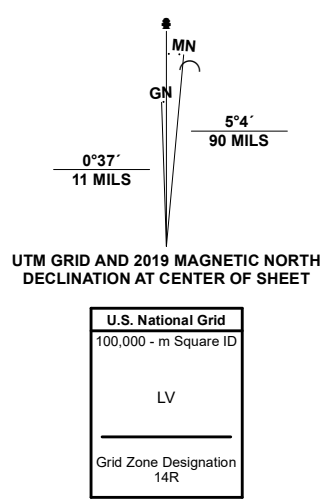 MN
GN
5°4´
90 MILS
0°37´
11 MILS
UTM GRID AND 2019 MAGNETIC NORTH
DECLINATION AT CENTER OF SHEET
U.S. National Grid
100,000 - m Square ID
LV
Grid Zone Designation
14R